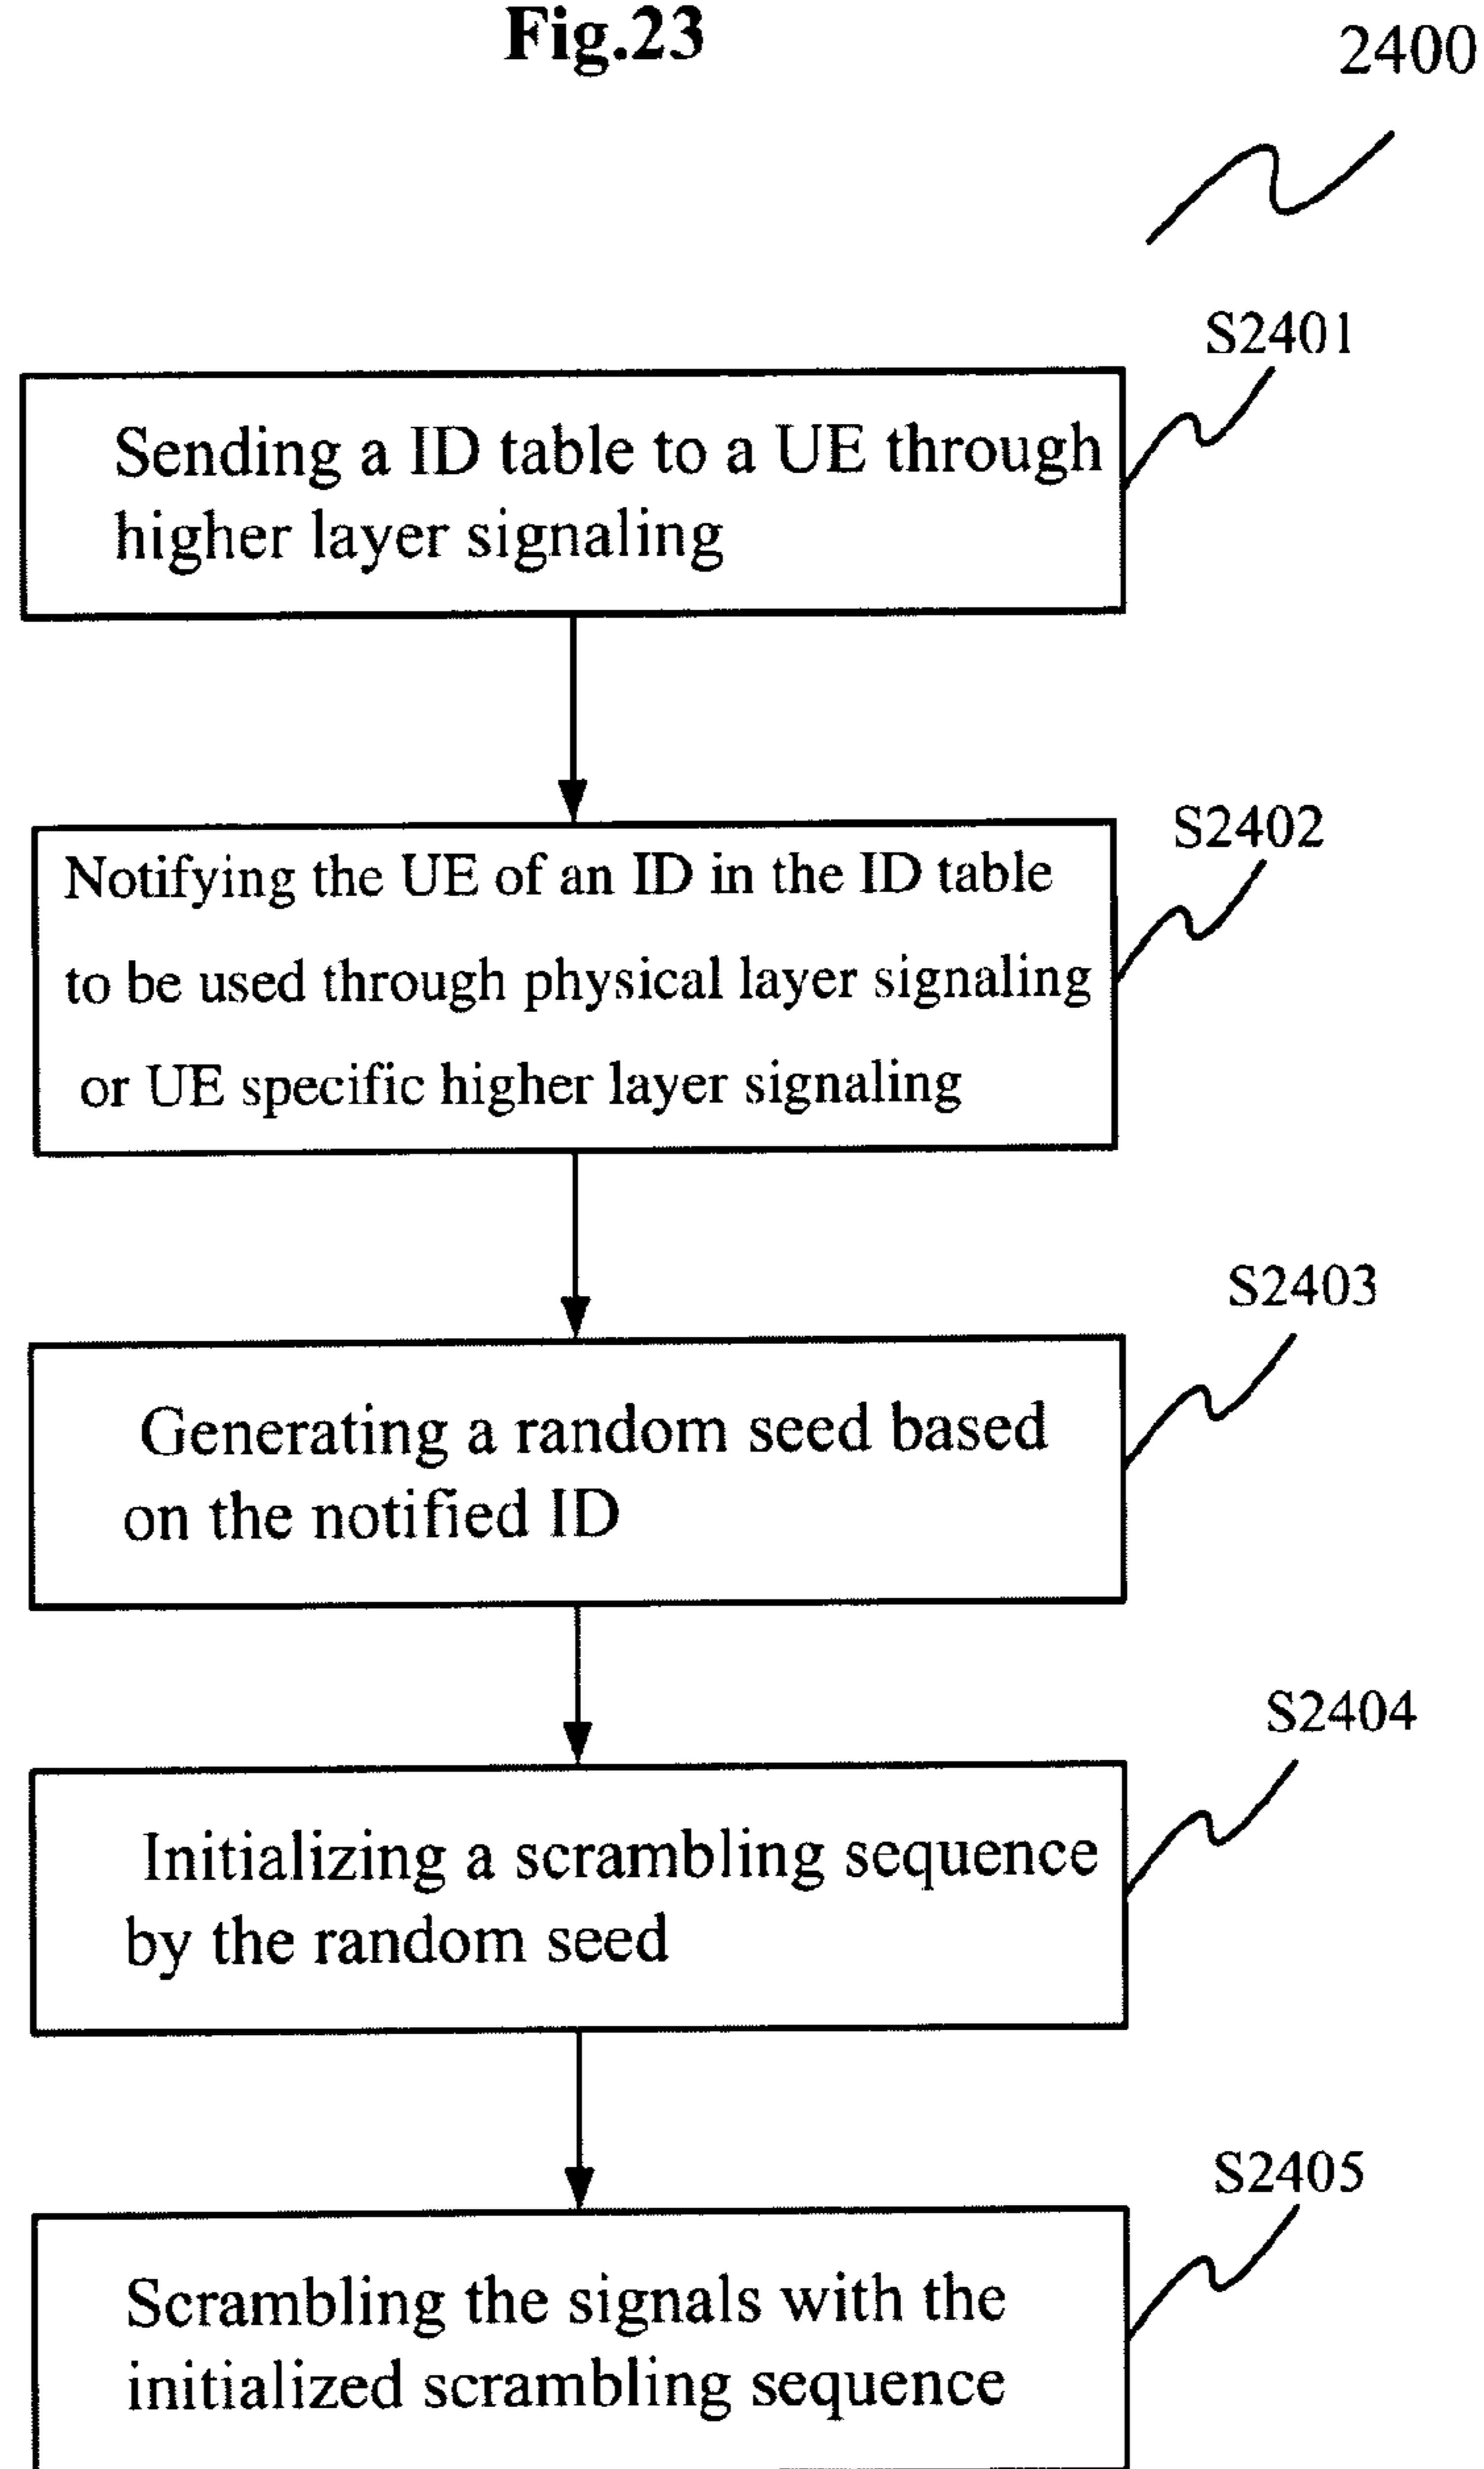 Fig.23
2400
S2401
Sending a ID table to a UE through
higher layer signaling
S2402
Notifying the UE of an ID in the ID table
to be used through physical layer signaling
or UE specific higher layer signaling
S2403
Generating a random seed based
on the notified ID
S2404
Initializing a scrambling sequence
by the random seed
S2405
Scrambling the signals with the
initialized scrambling sequence